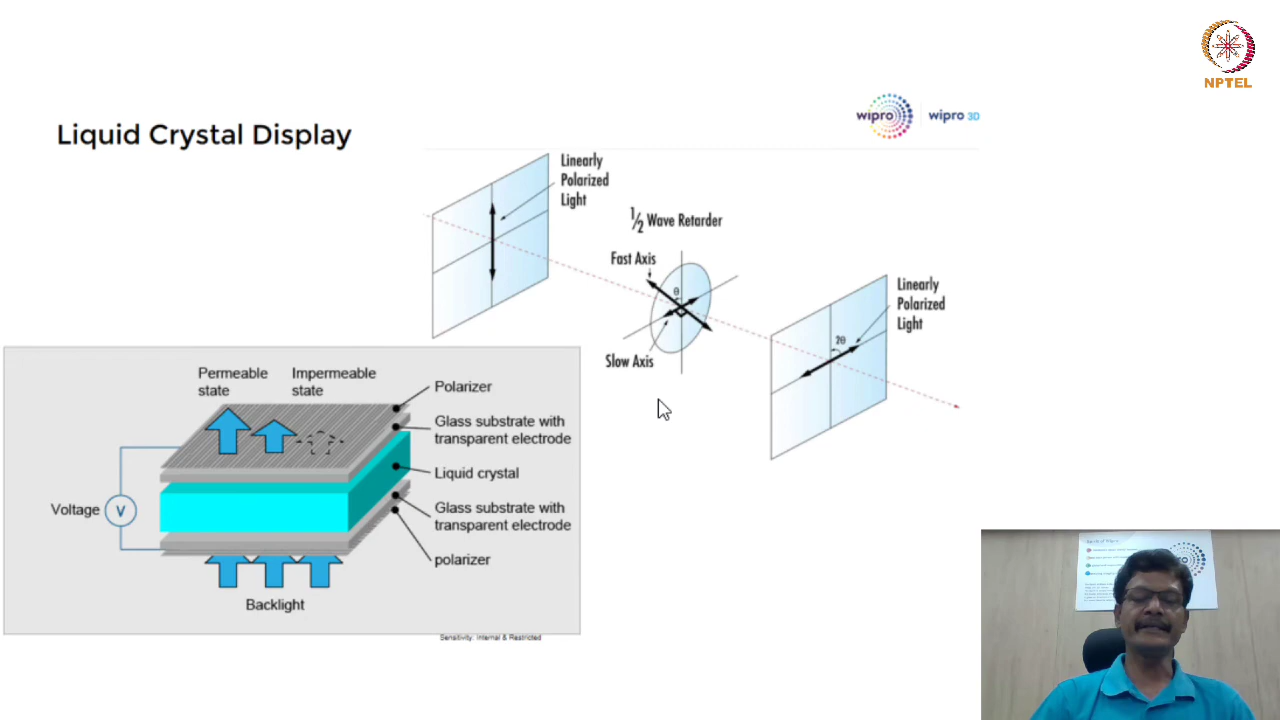 NPTEL
wipro
wipro 3D
Liquid Crystal Display
Linearly
Polarized
Light
1/2 Wave Retarder
Fast Axis
θ
Slow Axis
Linearly
Polarized
Light
2θ
Permeable
state
Impermeable
state
Polarizer
Glass substrate with
transparent electrode
Liquid crystal
Voltage
V
Glass substrate with
transparent electrode
polarizer
Backlight
Sensitivity: Internal & Restricted